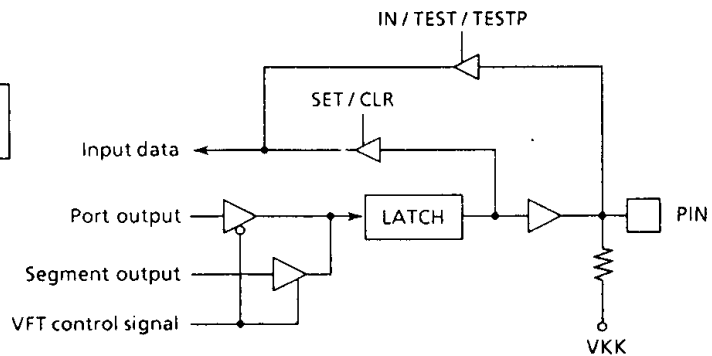 IN / TEST / TESTP
SET / CLR
Input data
Port output
LATCH
PIN
Segment output
VFT control signal
VKK